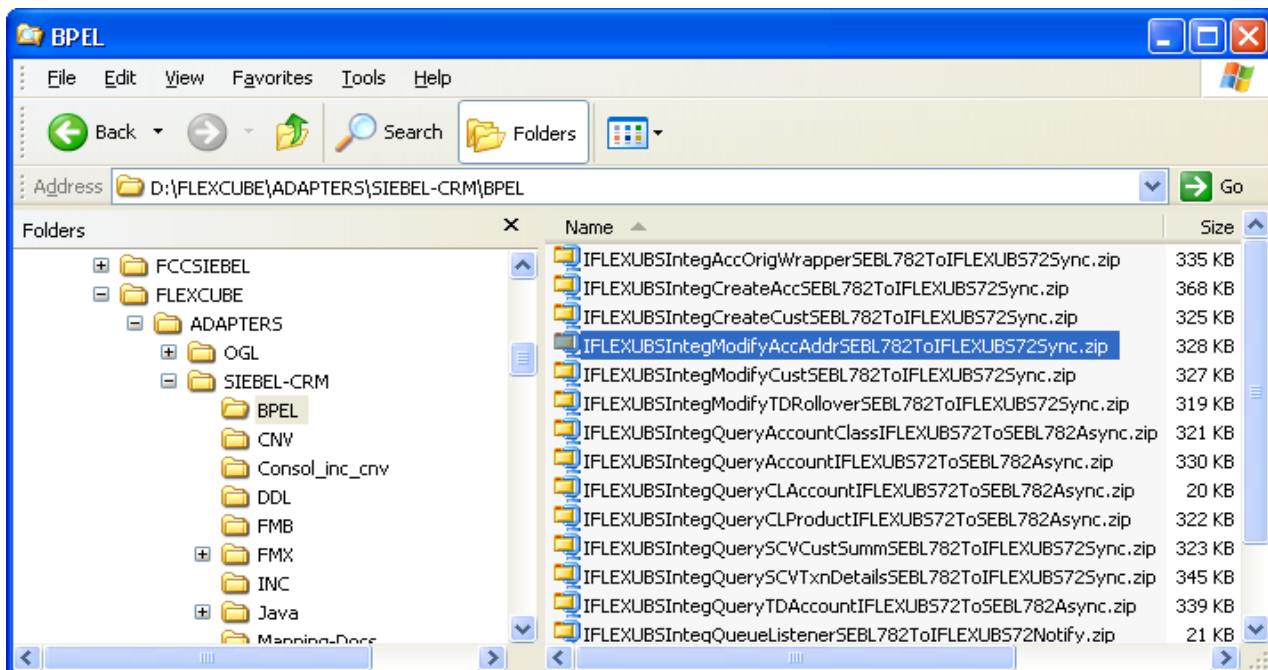 BPEL
File Edit View Favorites Tools Help
Back Search Folders
Address D:\FLEXCUBE\ADAPTERS\SIEBEL-CRM\BPEL Go
Folders
FCCSIEBEL
FLEXCUBE
ADAPTERS
OGL
SIEBEL-CRM
BPEL
CNV
Consol_inc_cnv
DDL
FMB
FMX
INC
Java
Mapping-Docs
Name Size
IFLEXUBSIntegAccOrigWrapperSEBL782ToIFLEXUBS72Sync.zip 335 KB
IFLEXUBSIntegCreateAccSEBL782ToIFLEXUBS72Sync.zip 368 KB
IFLEXUBSIntegCreateCustSEBL782ToIFLEXUBS72Sync.zip 325 KB
IFLEXUBSIntegModifyAccAddrSEBL782ToIFLEXUBS72Sync.zip 328 KB
IFLEXUBSIntegModifyCustSEBL782ToIFLEXUBS72Sync.zip 327 KB
IFLEXUBSIntegModifyTDRolloverSEBL782ToIFLEXUBS72Sync.zip 319 KB
IFLEXUBSIntegQueryAccountClassIFLEXUBS72ToSEBL782Async.zip 321 KB
IFLEXUBSIntegQueryAccountIFLEXUBS72ToSEBL782Async.zip 330 KB
IFLEXUBSIntegQueryCLAccountIFLEXUBS72ToSEBL782Async.zip 20 KB
IFLEXUBSIntegQueryCLProductIFLEXUBS72ToSEBL782Async.zip 322 KB
IFLEXUBSIntegQuerySCVCustSummSEBL782ToIFLEXUBS72Sync.zip 323 KB
IFLEXUBSIntegQuerySCVTxnDetailsSEBL782ToIFLEXUBS72Sync.zip 345 KB
IFLEXUBSIntegQueryTDAccountIFLEXUBS72ToSEBL782Async.zip 339 KB
IFLEXUBSIntegQueueListenerSEBL782ToIFLEXUBS72Notify.zip 21 KB